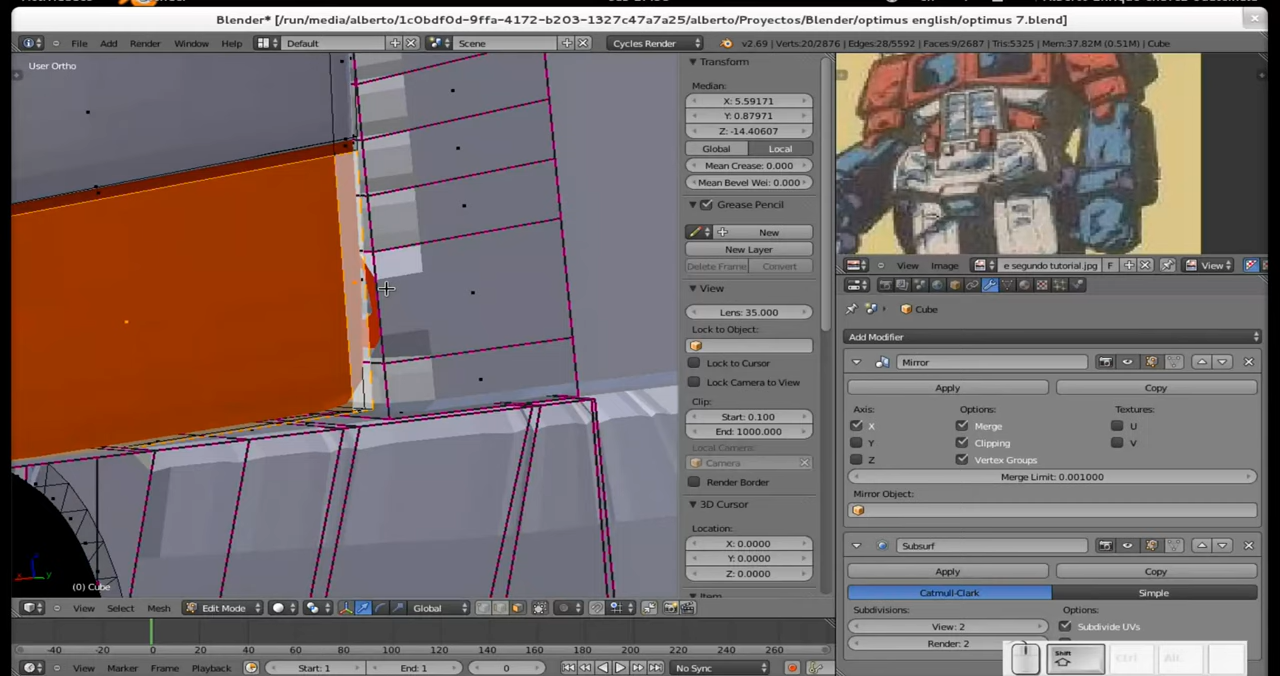 Blender* [/run/media/alberto/1c0bdf0d-9ffa-4172-b203-1327c47a7a25/alberto/Proyectos/Blender/optimus english/optimus 7.blend]
File Add Render Window Help Default Scene Cycles Render v2.69 | Verts:20/2876 | Edges:28/5592 | Faces:9/2687 | Tris:5325 | Mem:37.82M (0.51M) | Cube
User Ortho
Transform
Median:
X: 5.59171
Y: 0.87971
Z: -14.40607
Global Local
Mean Crease: 0.000
Mean Bevel Wei: 0.000
Grease Pencil
New
New Layer
Delete Frame Convert
View
Lens: 35.000
Lock to Object:
Lock to Cursor
Lock Camera to View
Clip:
Start: 0.100
End: 1000.000
Local Camera:
Camera
Render Border
3D Cursor
Location:
X: 0.0000
Y: 0.0000
Z: 0.0000
Item
View Image e segundo tutorial.jpg F View
Cube
Add Modifier
Mirror
Apply Copy
Axis: Options: Textures:
X Merge U
Y Clipping V
Z Vertex Groups
Merge Limit: 0.001000
Mirror Object:
Subsurf
Apply Copy
Catmull-Clark Simple
Subdivisions: Options:
View: 2 Subdivide UVs
Render: 2
Shift Ctrl Alt
x y z
(0) Cube
View Select Mesh Edit Mode Global
-40 -20 0 20 40 60 80 100 120 140 160 180 200 220 240 260
View Marker Frame Playback Start: 1 End: 1 0 No Sync